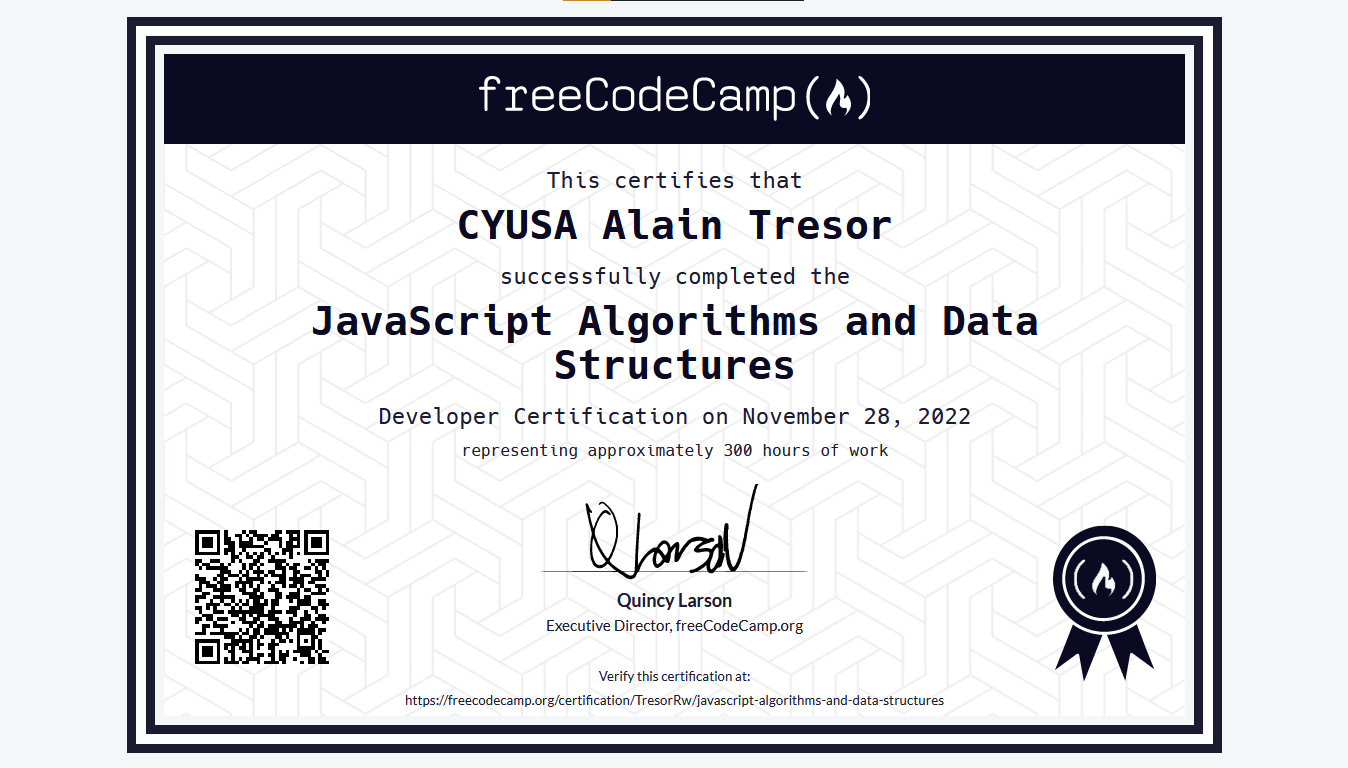 freeCodeCamp
This certifies that
CYUSA Alain Tresor
successfully completed the
JavaScript Algorithms and Data
Structures
Developer Certification on November 28, 2022
representing approximately 300 hours of work
Q Larson
Quincy Larson
Executive Director, freeCodeCamp.org
Verify this certification at:
https://freecodecamp.org/certification/TresorRw/javascript-algorithms-and-data-structures